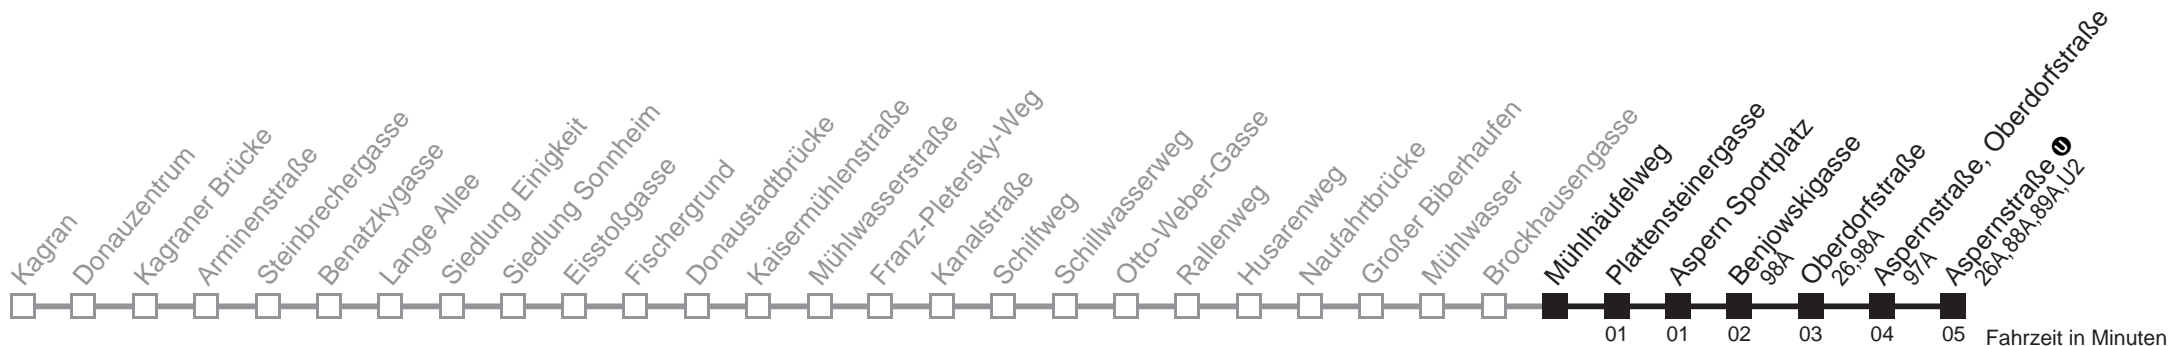 Kagran
Donauzentrum
Kagraner Brücke
Arminenstraße
Steinbrechergasse
Benatzkygasse
Lange Allee
Siedlung Einigkeit
Siedlung Sonnheim
Eisstoßgasse
Fischergrund
Donaustadtbrücke
Kaisermühlenstraße
Mühlwasserstraße
Franz-Pletersky-Weg
Kanalstraße
Schilfweg
Schillwasserweg
Otto-Weber-Gasse
Rallenweg
Husarenweg
Naufahrtbrücke
Großer Biberhaufen
Mühlwasser
Brockhausengasse
Mühlhäufelweg
Plattensteinergasse
Aspern Sportplatz
Benjowskigasse
98A
Oberdorfstraße
26,98A
Aspernstraße, Oberdorfstraße
97A
Aspernstraße U
26A,88A,89A,U2
01 01 02 03 04 05 Fahrzeit in Minuten